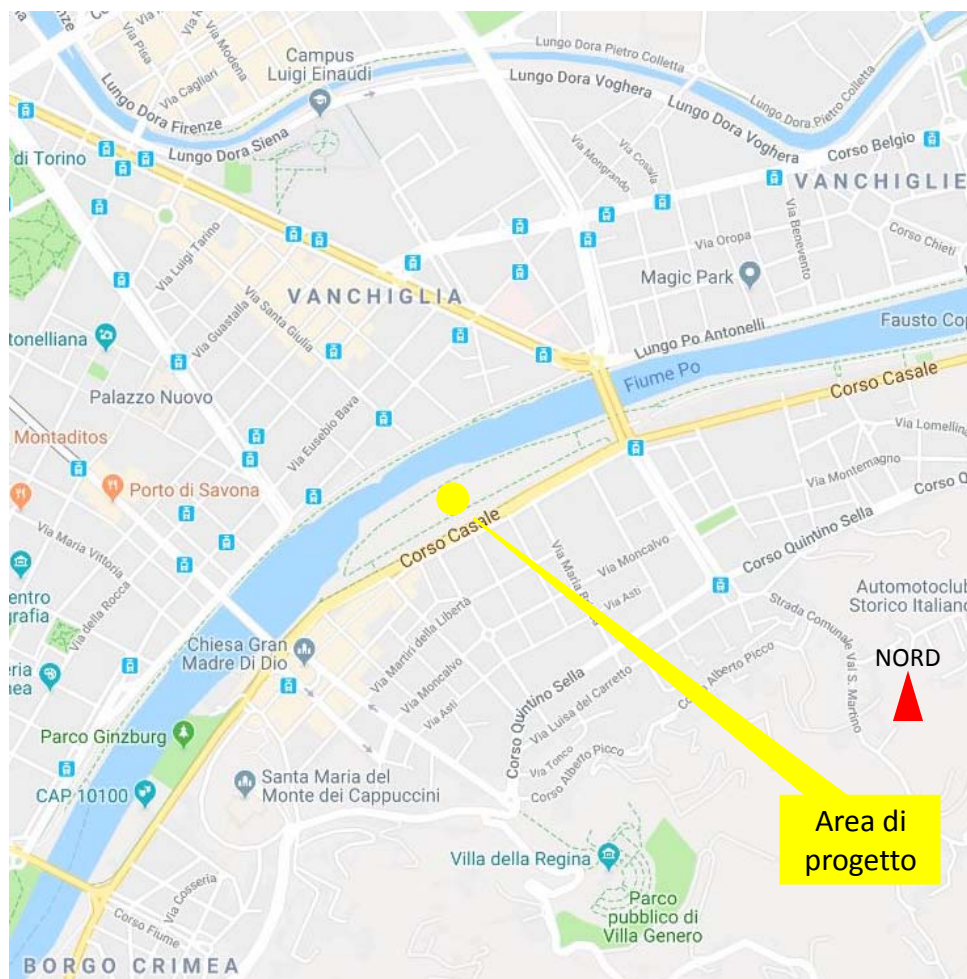 Via Pisa
Via Modena
Via Cagliari
Campus
Luigi Einaudi
Lungo Dora Pietro Colletta
Lungo Dora Voghera
Lungo Dora Firenze
Lungo Dora Siena
Lungo Dora Voghera
Lungo Dora Pietro Colletta
Corso Belgio
di Torino
Via Mongrando
Via Cosalla
VANCHIGLIE
Via Benevento
Corso Chieti
Via Luigi Tarino
Via Oropa
Magic Park
VANCHIGLIA
Via Guastalla
Via Santa Giulia
tonelliana
Lungo Po Antonelli
Fausto Cop
Fiume Po
Corso Casale
Palazzo Nuovo
Via Eusebio Bava
Montaditos
Porto di Savona
Via Lomellina
Via Montemagno
Corso Q
Via Maria Vittoria
Corso Casale
Via Moncalvo
Corso Quintino Sella
entro
grafia
Via della Rocca
Via Asti
Automotoclub
Storico Italiano
Strada Comunale Val S. Martino
Chiesa Gran
Madre Di Dio
Via Martiri della Libertà
Via Moncalvo
Via Asti
Corso Quintino Sella
Via Luisa del Carretto
Corso Alberto Picco
NORD
eria
nea
Parco Ginzburg
Via Tonco
Corso Alberto Picco
CAP 10100
Santa Maria del
Monte dei Cappuccini
Area di
progetto
Villa della Regina
Parco
pubblico di
Villa Genero
Via Cosseria
Corso Fiume
BORGO CRIMEA